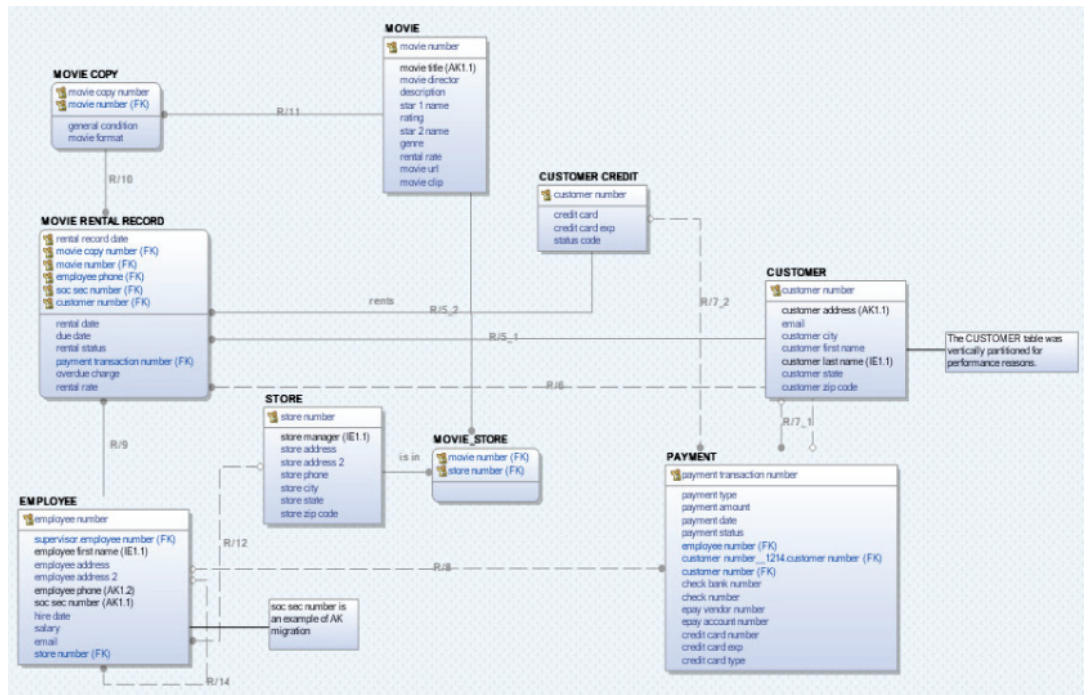 MOVIE
movie number
movie title (AK1.1)
movie director
description
star 1 name
rating
star 2 name
genre
rental rate
movie url
movie clip
MOVIE COPY
movie copy number
movie number (FK)
general condition
movie format
R/11
R/10
CUSTOMER CREDIT
customer number
credit card
credit card exp
status code
MOVIE RENTAL RECORD
rental record date
movie copy number (FK)
movie number (FK)
employee phone (FK)
soc sec number (FK)
customer number (FK)
rental date
due date
rental status
payment transaction number (FK)
overdue charge
rental rate
rents
R/5_2
R/5_1
R/6
R/7_2
CUSTOMER
customer number
customer address (AK1.1)
email
customer city
customer first name
customer last name (IE1.1)
customer state
customer zip code
The CUSTOMER table was
vertically partitioned for
performance reasons.
R/7_1
R/9
STORE
store number
store manager (IE1.1)
store address
store address 2
store phone
store city
store state
store zip code
is in
MOVIE_STORE
movie number (FK)
store number (FK)
PAYMENT
payment transaction number
payment type
payment amount
payment date
payment status
employee number (FK)
customer number__1214.customer number (FK)
customer number (FK)
check bank number
check number
epay vendor number
epay account number
credit card number
credit card exp
credit card type
EMPLOYEE
employee number
supervisor.employee number (FK)
employee first name (IE1.1)
employee address
employee address 2
employee phone (AK1.2)
soc sec number (AK1.1)
hire date
salary
email
store number (FK)
R/12
R/8
soc sec number is
an example of AK
migration
R/14